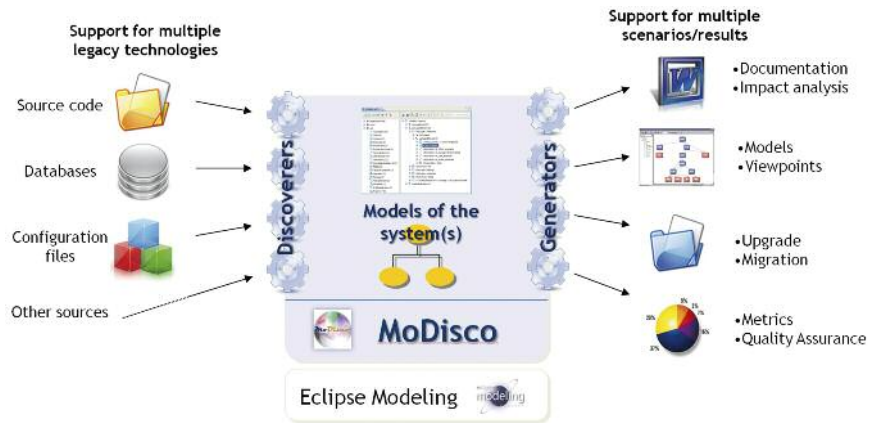 Support for multiple
legacy technologies
Source code
Databases
Configuration
files
Other sources
Discoverers
Models of the
system(s)
Generators
MoDisco
Eclipse Modeling
modeling
Support for multiple
scenarios/results
•Documentation
•Impact analysis
•Models
•Viewpoints
•Upgrade
•Migration
•Metrics
•Quality Assurance